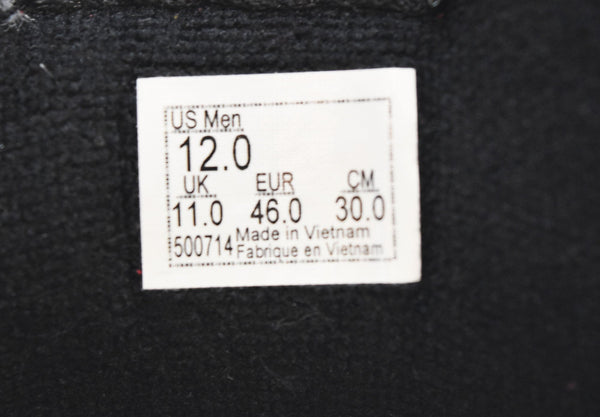 US Men
12.0
UK EUR CM
11.0 46.0 30.0
500714 Made in Vietnam
Fabrique en Vietnam